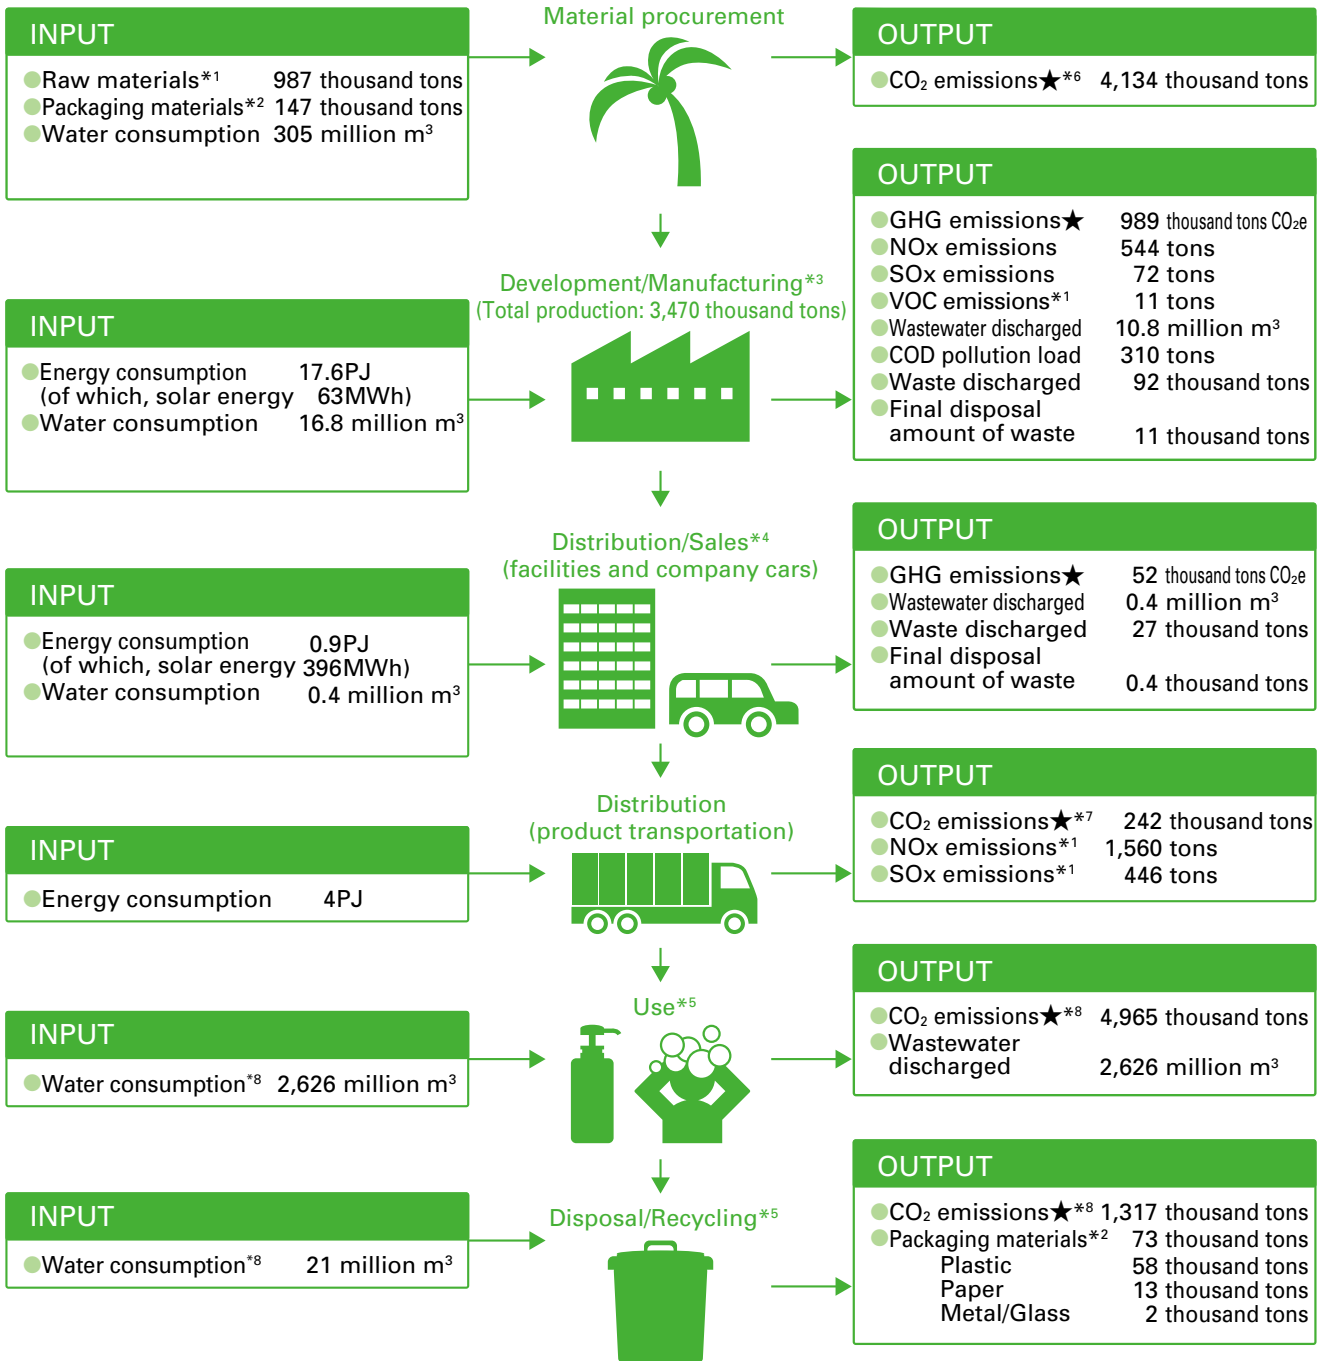 Material procurement
INPUT
●Raw materials*1 987 thousand tons
●Packaging materials*2 147 thousand tons
●Water consumption 305 million m³
OUTPUT
●CO₂ emissions★*6 4,134 thousand tons
Development/Manufacturing*3
(Total production: 3,470 thousand tons)
INPUT
●Energy consumption 17.6PJ
(of which, solar energy 63MWh)
●Water consumption 16.8 million m³
OUTPUT
●GHG emissions★ 989 thousand tons CO₂e
●NOx emissions 544 tons
●SOx emissions 72 tons
●VOC emissions*1 11 tons
●Wastewater discharged 10.8 million m³
●COD pollution load 310 tons
●Waste discharged 92 thousand tons
●Final disposal
amount of waste 11 thousand tons
Distribution/Sales*4
(facilities and company cars)
INPUT
●Energy consumption 0.9PJ
(of which, solar energy 396MWh)
●Water consumption 0.4 million m³
OUTPUT
●GHG emissions★ 52 thousand tons CO₂e
●Wastewater discharged 0.4 million m³
●Waste discharged 27 thousand tons
●Final disposal
amount of waste 0.4 thousand tons
Distribution
(product transportation)
INPUT
●Energy consumption 4PJ
OUTPUT
●CO₂ emissions★*7 242 thousand tons
●NOx emissions*1 1,560 tons
●SOx emissions*1 446 tons
Use*5
INPUT
●Water consumption*8 2,626 million m³
OUTPUT
●CO₂ emissions★*8 4,965 thousand tons
●Wastewater
discharged 2,626 million m³
Disposal/Recycling*5
INPUT
●Water consumption*8 21 million m³
OUTPUT
●CO₂ emissions★*8 1,317 thousand tons
●Packaging materials*2 73 thousand tons
Plastic 58 thousand tons
Paper 13 thousand tons
Metal/Glass 2 thousand tons